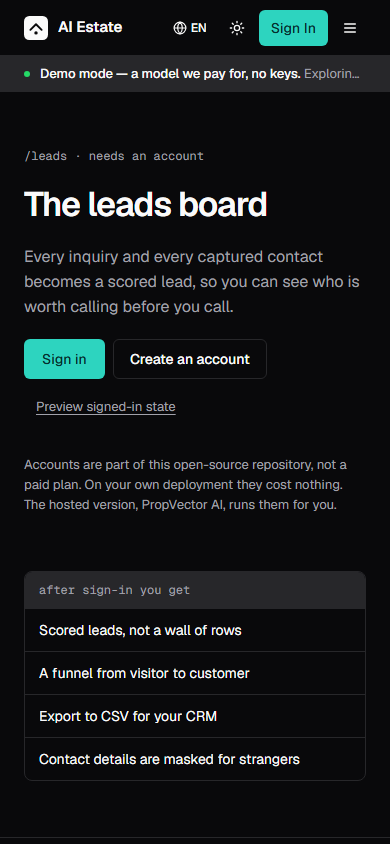 AI Estate
EN
Sign In
Demo mode — a model we pay for, no keys. Explorin...
/leads · needs an account
The leads board
Every inquiry and every captured contact
becomes a scored lead, so you can see who is
worth calling before you call.
Sign in
Create an account
Preview signed-in state
Accounts are part of this open-source repository, not a
paid plan. On your own deployment they cost nothing.
The hosted version, PropVector AI, runs them for you.
after sign-in you get
Scored leads, not a wall of rows
A funnel from visitor to customer
Export to CSV for your CRM
Contact details are masked for strangers